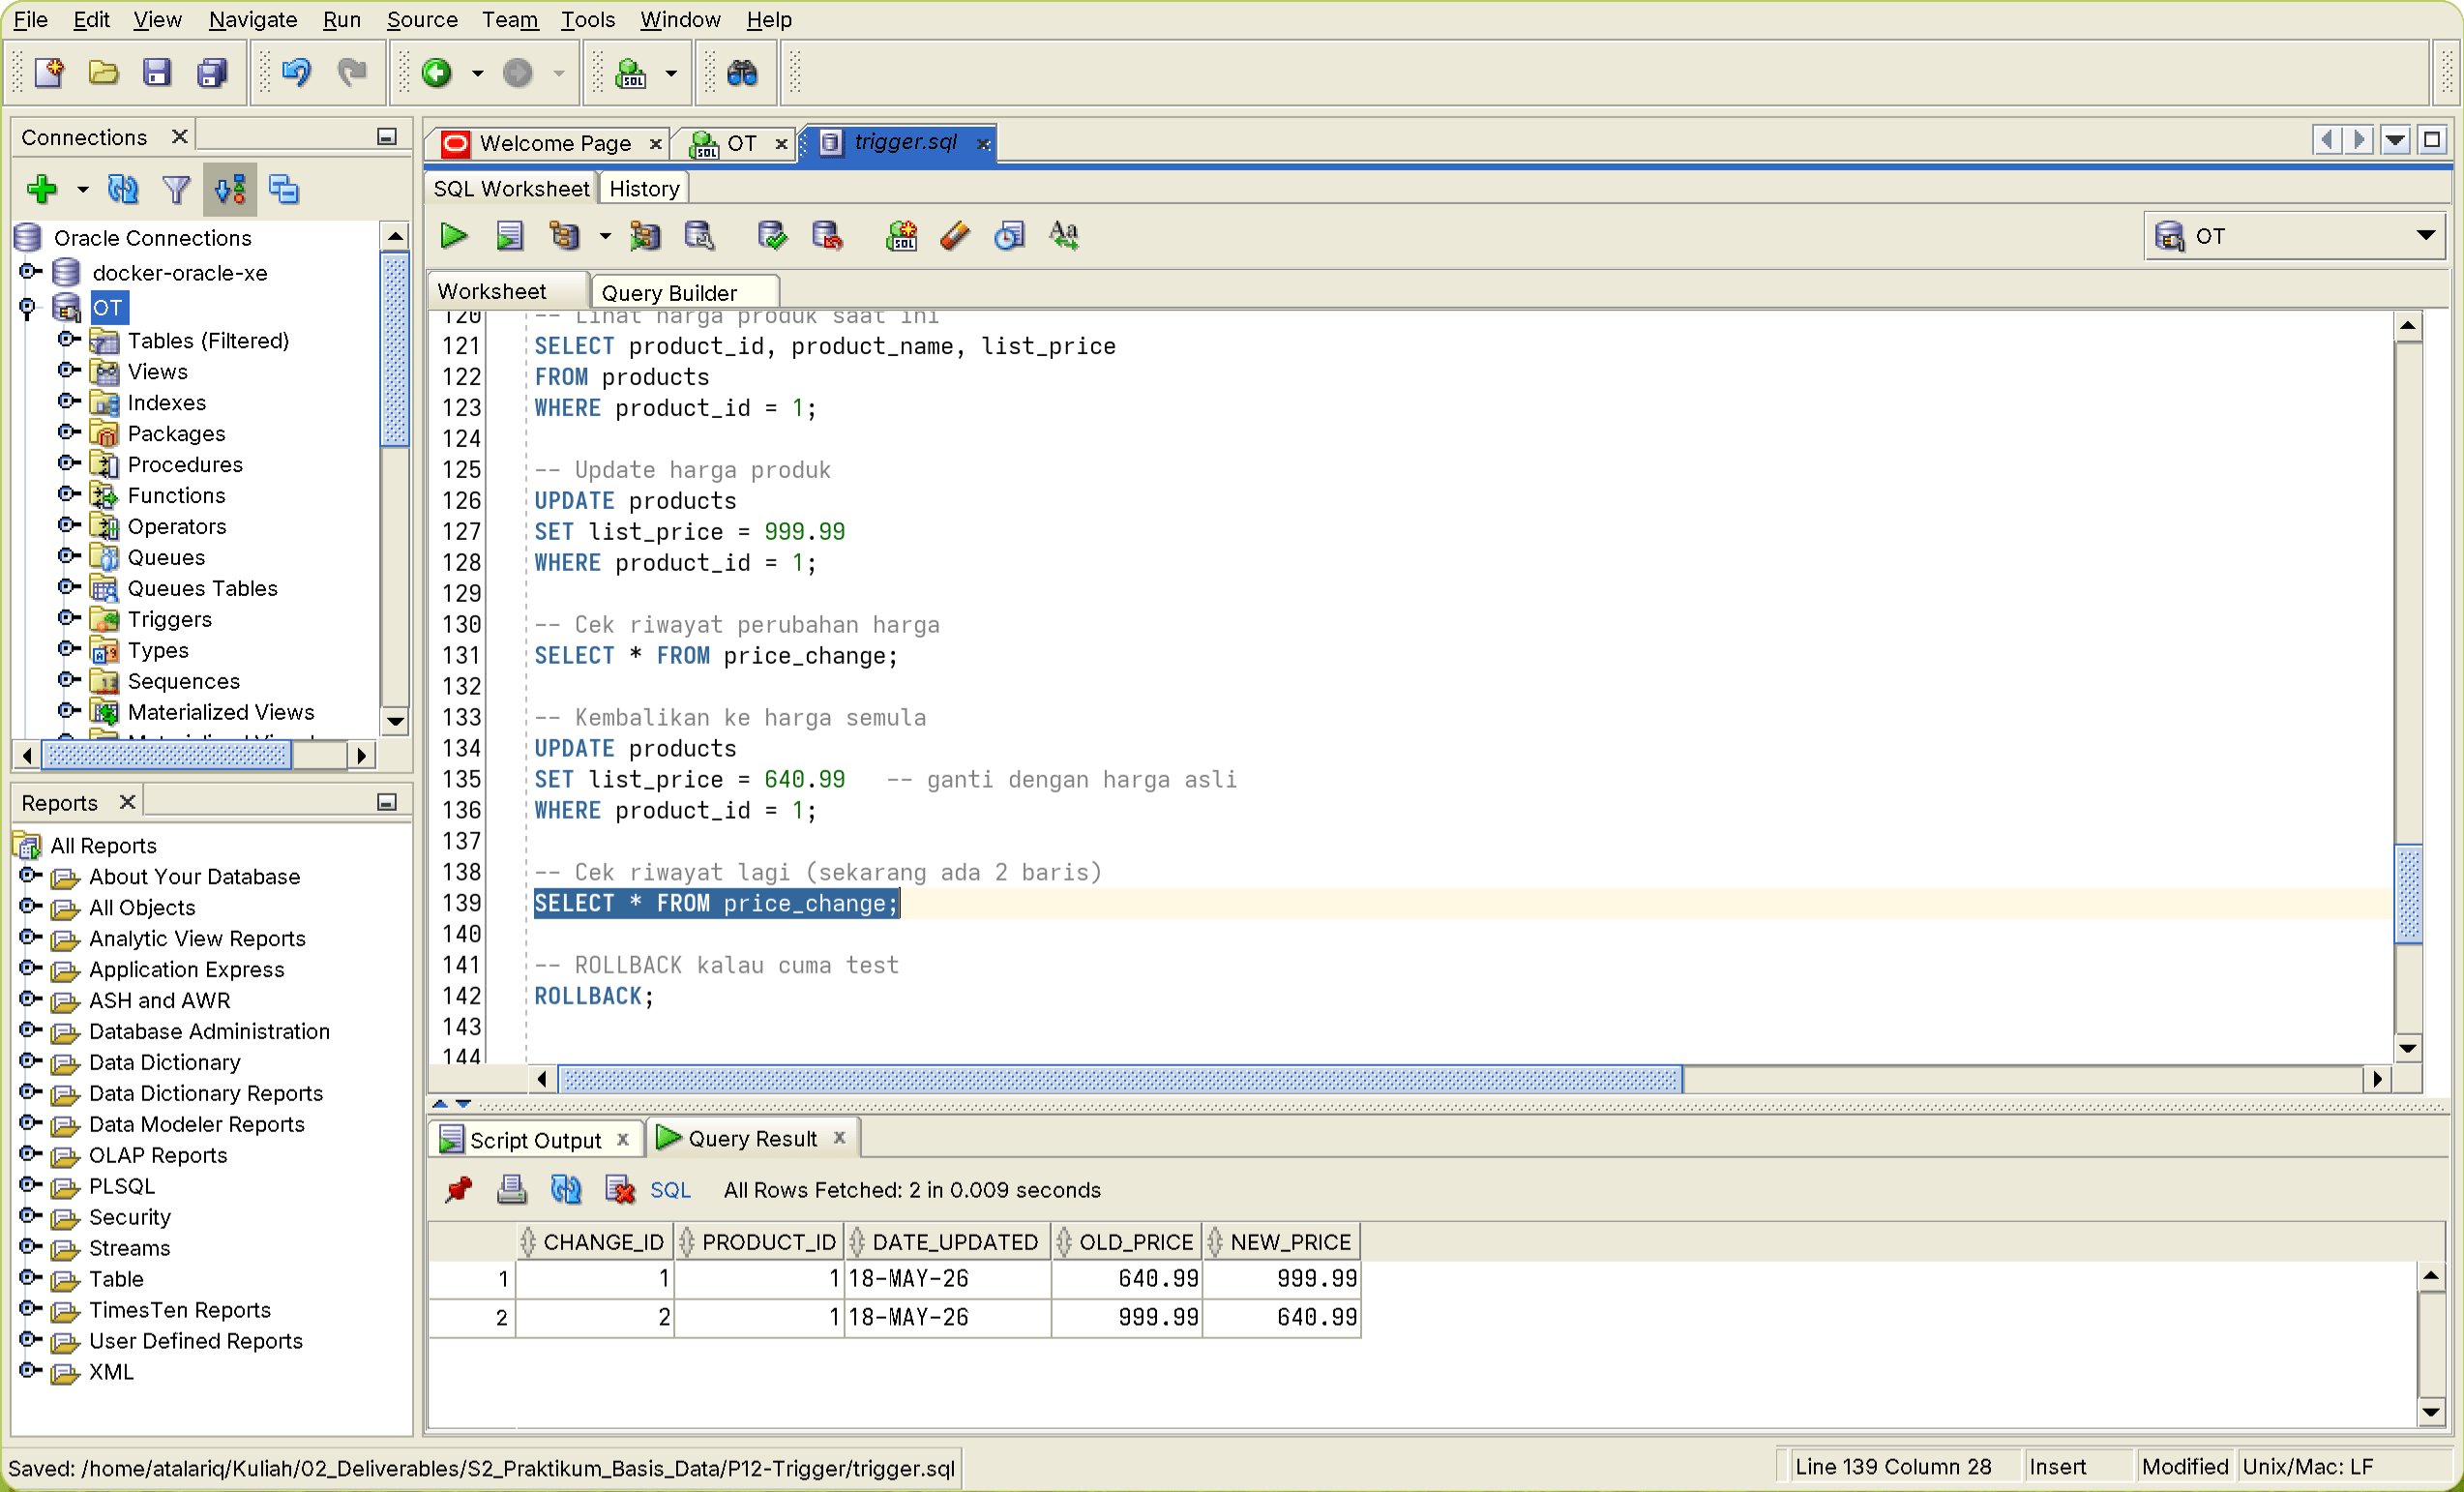 File Edit View Navigate Run Source Team Tools Window Help
Connections
Oracle Connections
docker-oracle-xe
OT
Tables (Filtered)
Views
Indexes
Packages
Procedures
Functions
Operators
Queues
Queues Tables
Triggers
Types
Sequences
Materialized Views
Reports
All Reports
About Your Database
All Objects
Analytic View Reports
Application Express
ASH and AWR
Database Administration
Data Dictionary
Data Dictionary Reports
Data Modeler Reports
OLAP Reports
PLSQL
Security
Streams
Table
TimesTen Reports
User Defined Reports
XML
Welcome Page OT trigger.sql
SQL Worksheet History
OT
Worksheet Query Builder
120 -- Lihat harga produk saat ini
121 SELECT product_id, product_name, list_price
122 FROM products
123 WHERE product_id = 1;
124
125 -- Update harga produk
126 UPDATE products
127 SET list_price = 999.99
128 WHERE product_id = 1;
129
130 -- Cek riwayat perubahan harga
131 SELECT * FROM price_change;
132
133 -- Kembalikan ke harga semula
134 UPDATE products
135 SET list_price = 640.99 -- ganti dengan harga asli
136 WHERE product_id = 1;
137
138 -- Cek riwayat lagi (sekarang ada 2 baris)
139 SELECT * FROM price_change;
140
141 -- ROLLBACK kalau cuma test
142 ROLLBACK;
143
144
Script Output Query Result
SQL All Rows Fetched: 2 in 0.009 seconds
CHANGE_ID PRODUCT_ID DATE_UPDATED OLD_PRICE NEW_PRICE
1 1 1 18-MAY-26 640.99 999.99
2 2 1 18-MAY-26 999.99 640.99
Saved: /home/atalariq/Kuliah/02_Deliverables/S2_Praktikum_Basis_Data/P12-Trigger/trigger.sql
Line 139 Column 28 Insert Modified Unix/Mac: LF